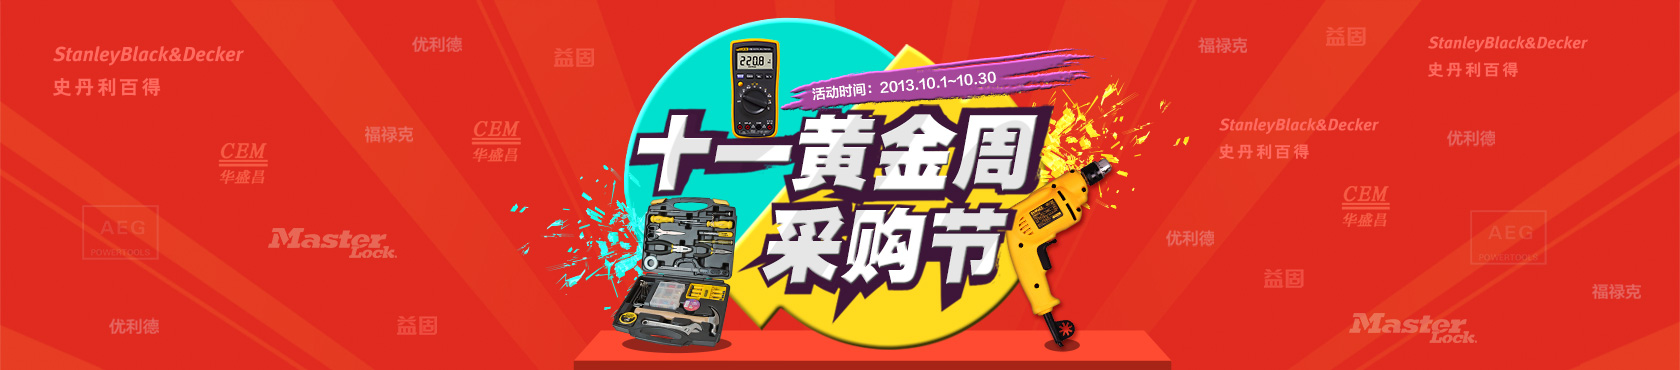 StanleyBlack&Decker
史丹利百得
优利德
益固
CEM
华盛昌
福禄克
CEM
华盛昌
AEG
POWERTOOLS
Master
Lock.
优利德
益固
220.8
活动时间：2013.10.1~10.30
十一黄金周
采购节
福禄克
益固
StanleyBlack&Decker
史丹利百得
StanleyBlack&Decker
史丹利百得
优利德
CEM
华盛昌
优利德
AEG
POWERTOOLS
益固
福禄克
Master
Lock.